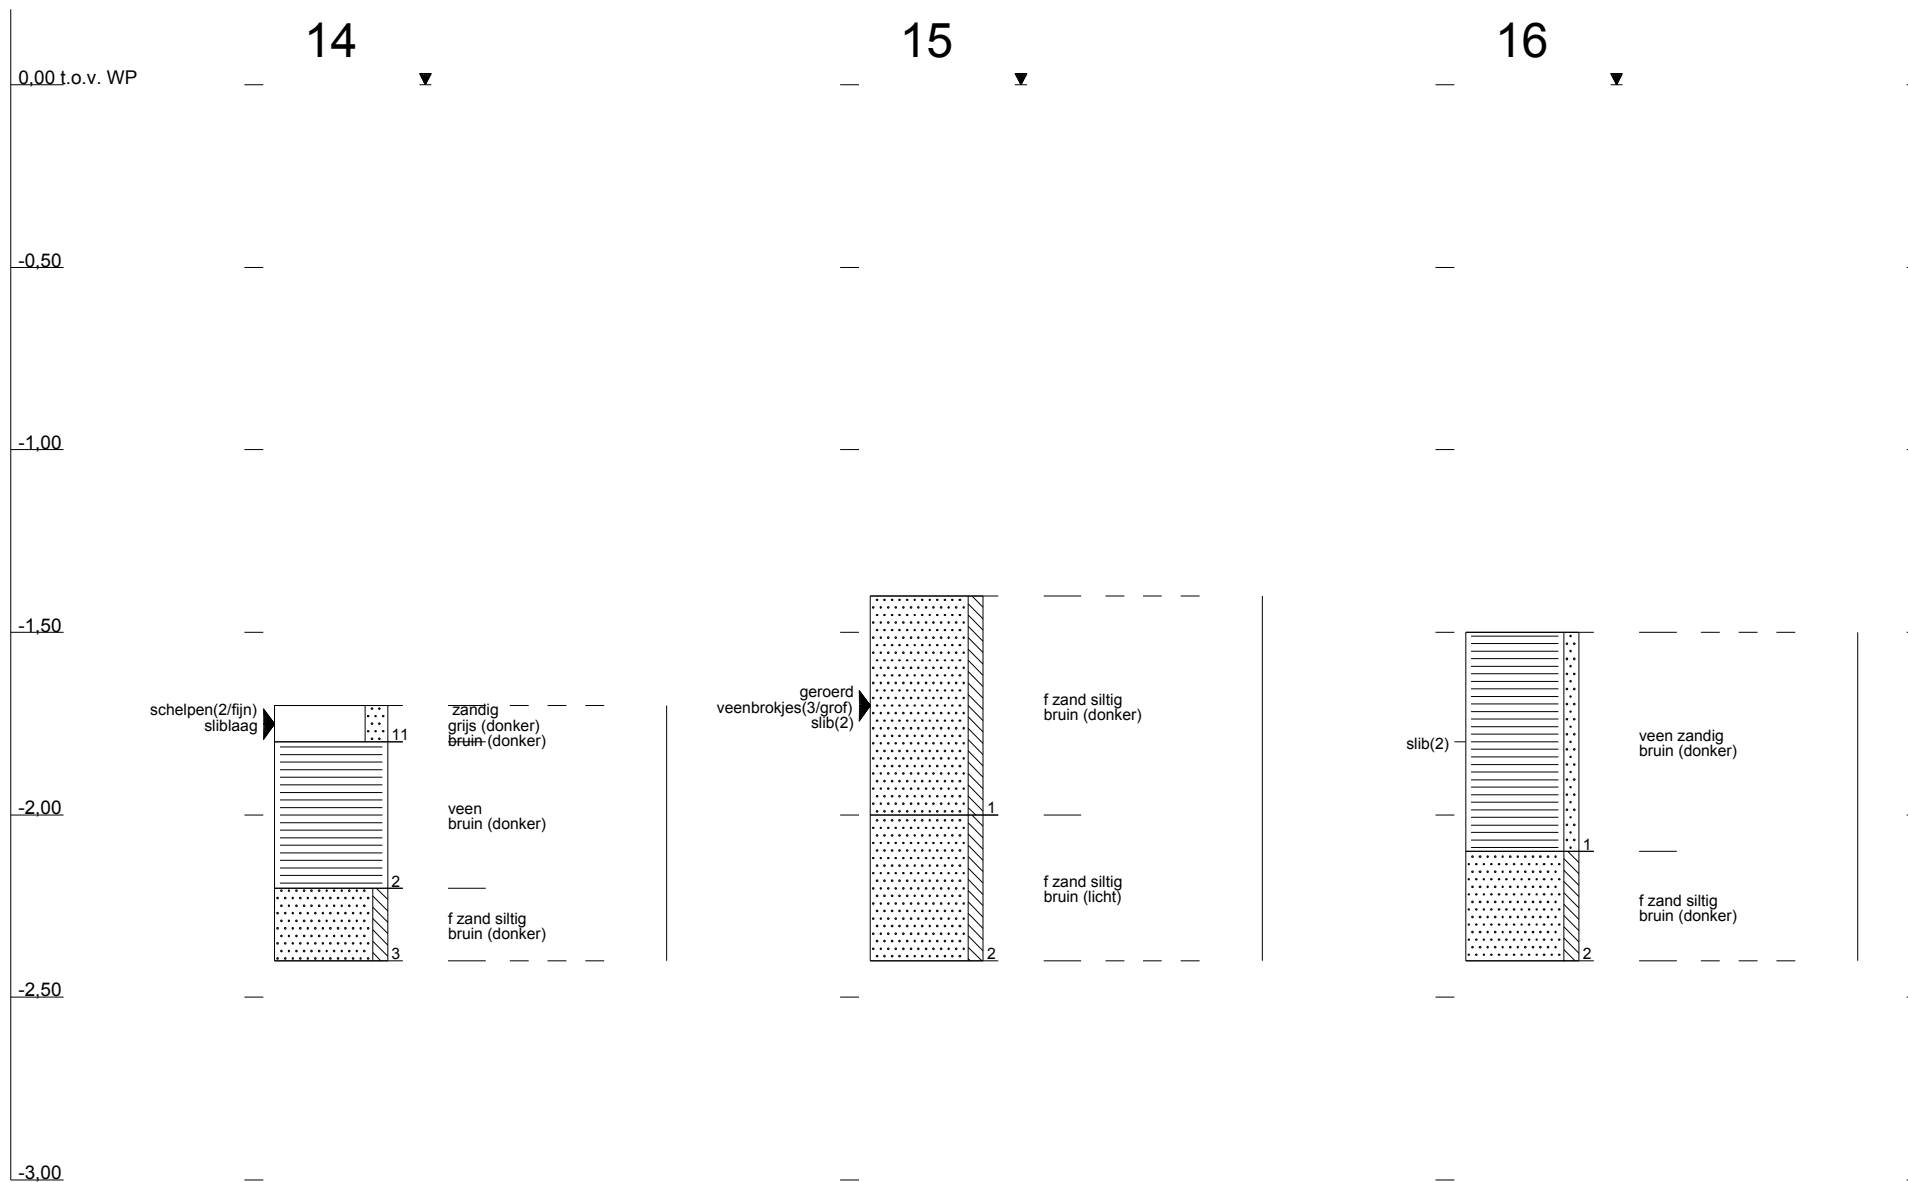 14
15
16
0,00 t.o.v. WP
-0,50
-1,00
-1,50
-2,00
-2,50
-3,00
schelpen(2/fijn)
sliblaag
11
zandig
grijs (donker)
bruin (donker)
veen
bruin (donker)
2
f zand siltig
bruin (donker)
3
geroerd
veenbrokjes(3/grof)
slib(2)
f zand siltig
bruin (donker)
1
f zand siltig
bruin (licht)
2
slib(2)
veen zandig
bruin (donker)
1
f zand siltig
bruin (donker)
2